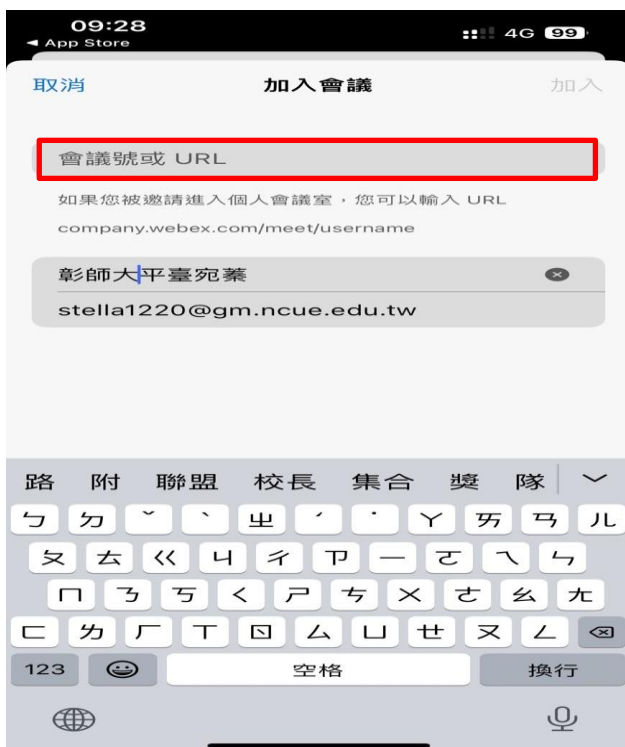 09:28
4G 99
◄ App Store
取消 加入會議 加入
會議號或 URL
如果您被邀請進入個人會議室，您可以輸入 URL
company.webex.com/meet/username
彰師大平臺宛蓁
stella1220@gm.ncue.edu.tw
路 附 聯盟 校長 集合 獎 隊
ㄅ ㄉ ˇ ˋ ㄓ ˊ ˙ ㄚ ㄞ ㄢ ㄦ
ㄆ ㄊ ㄍ ㄐ ㄔ ㄗ ㄧ ㄛ ㄟ ㄣ
ㄇ ㄋ ㄎ ㄑ ㄕ ㄘ ㄨ ㄜ ㄠ ㄤ
ㄈ ㄌ ㄏ ㄒ ㄖ ㄙ ㄩ ㄝ ㄡ ㄥ
123 空格 換行